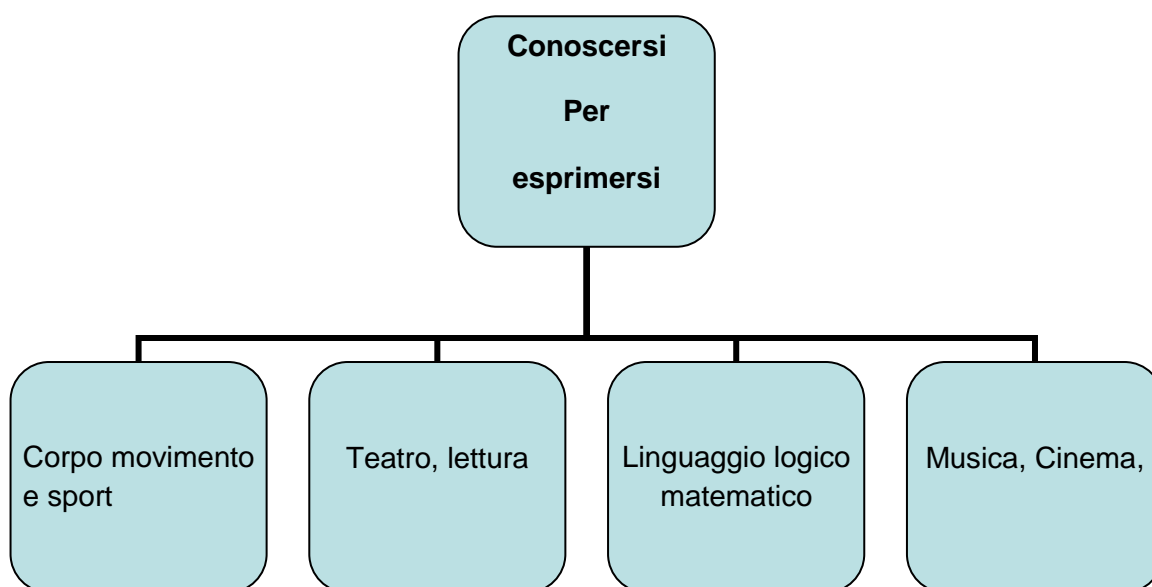 Conoscersi
Per
esprimersi
Corpo movimento
e sport
Teatro, lettura
Linguaggio logico
matematico
Musica, Cinema,